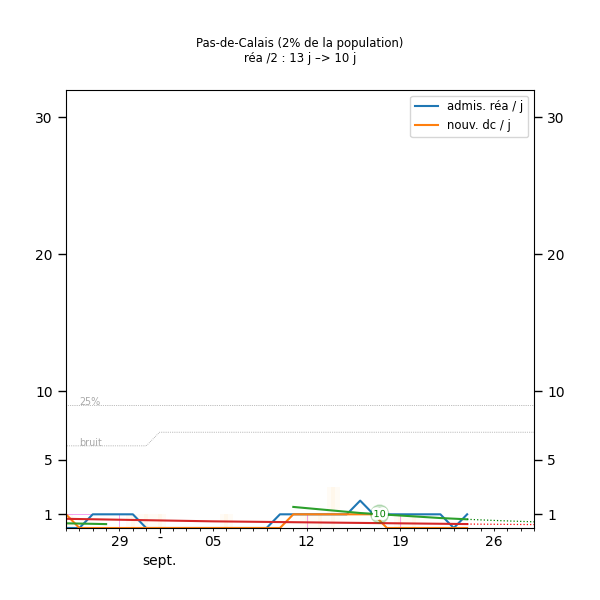 Pas-de-Calais (2% de la population)
réa /2 : 13 j –> 10 j
admis. réa / j
nouv. dc / j
30 30
20 20
10 10
25%
5 5
bruit
1 10 1
29 - 05 12 19 26
sept.